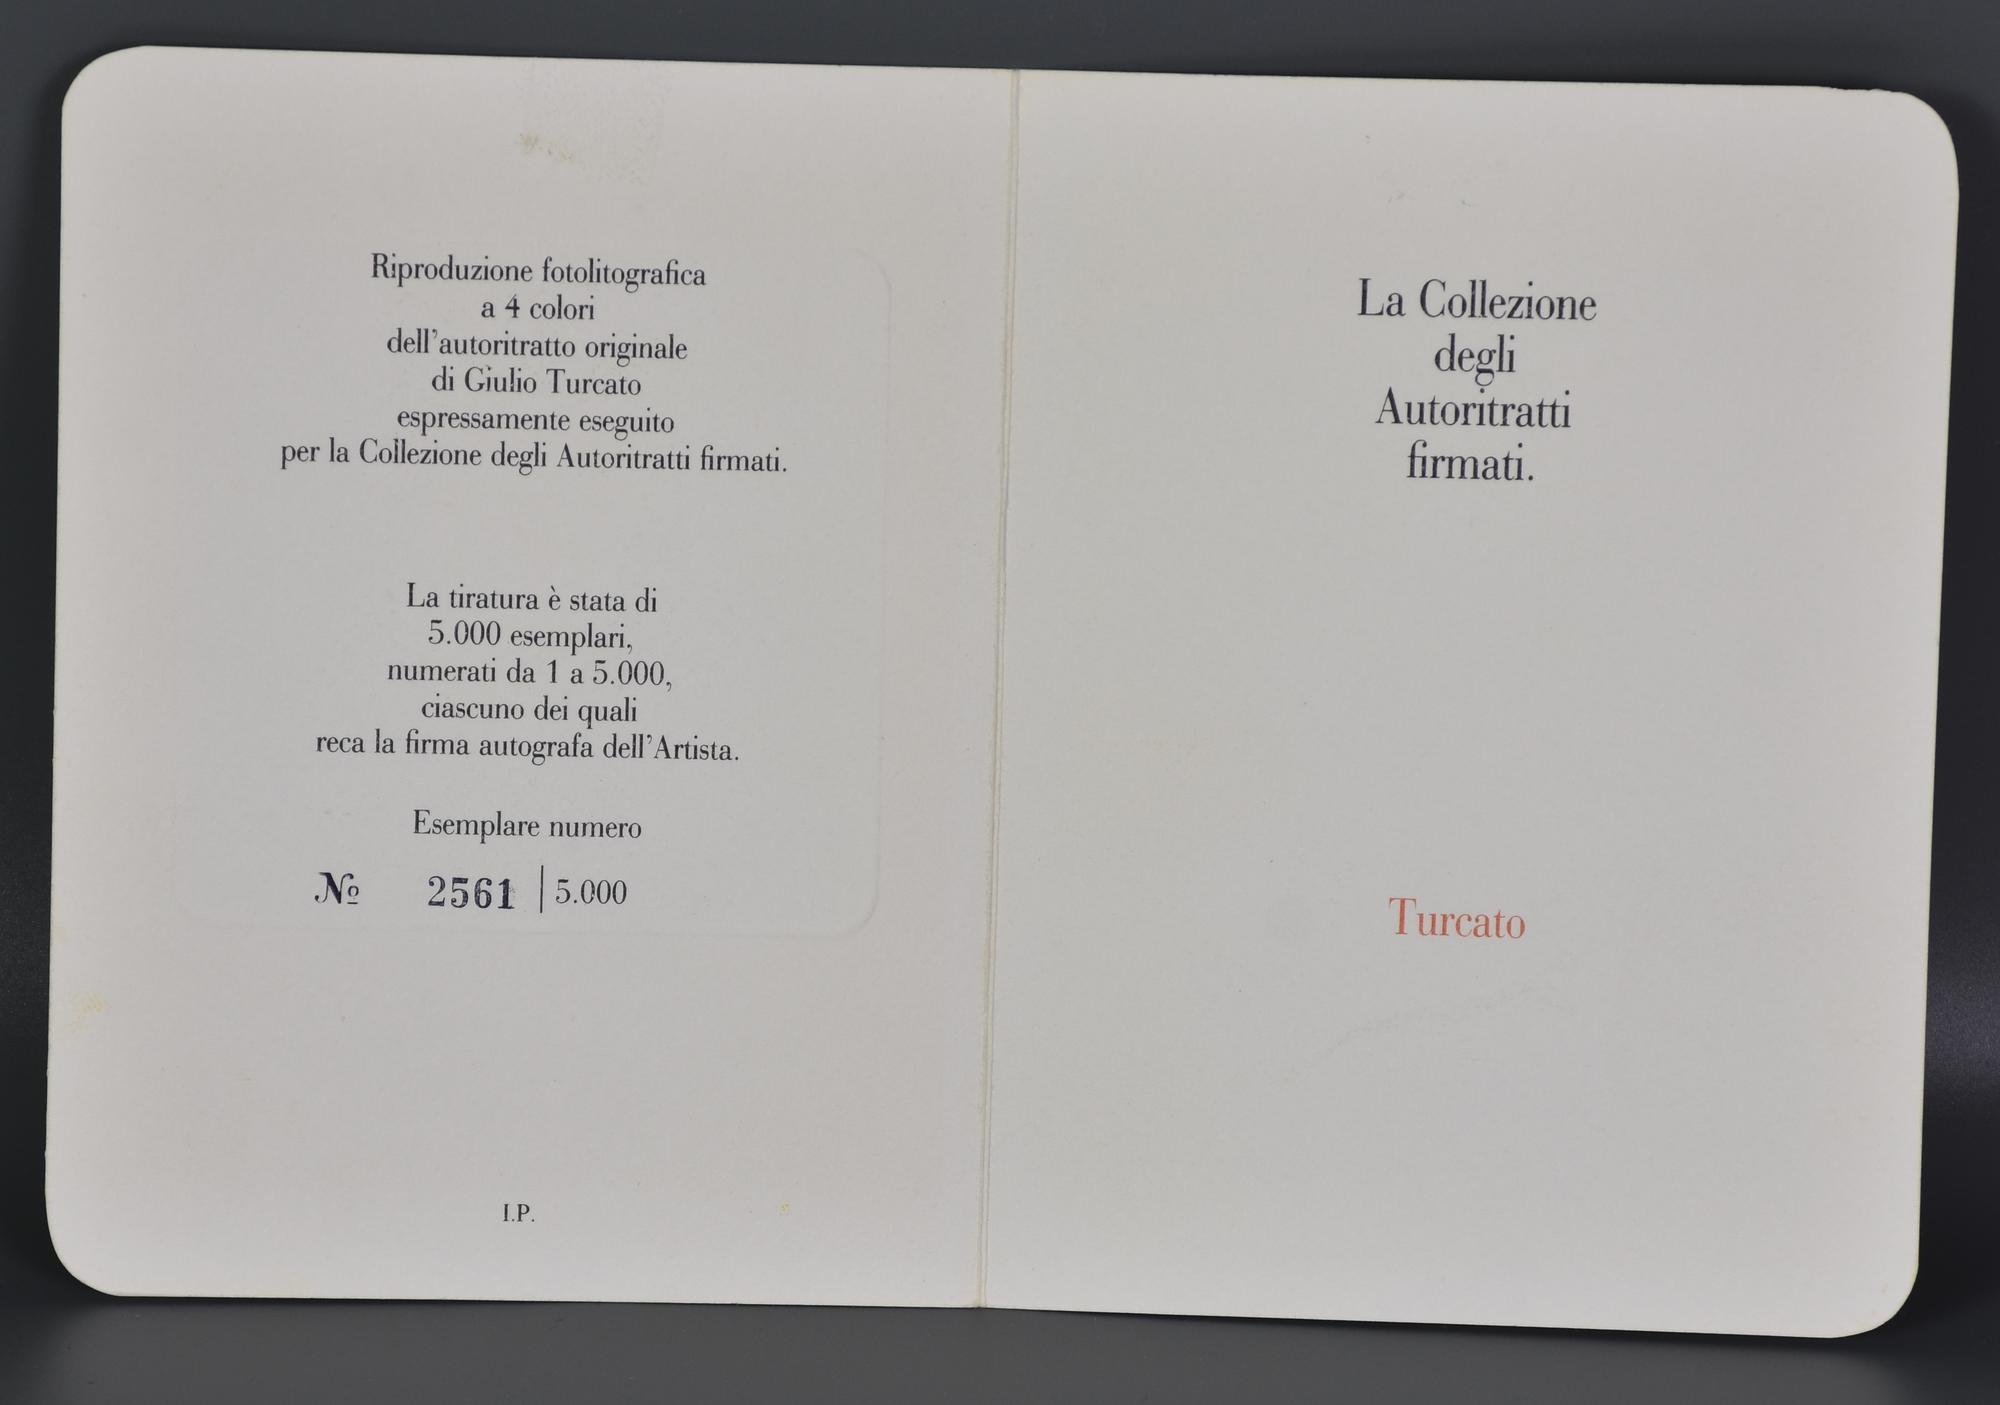 Riproduzione fotolitografica
a 4 colori
dell'autoritratto originale
di Giulio Turcato
espressamente eseguito
per la Collezione degli Autoritratti firmati.
La tiratura è stata di
5.000 esemplari,
numerati da 1 a 5.000,
ciascuno dei quali
reca la firma autografa dell'Artista.
Esemplare numero
№ 2561 | 5.000
I.P.
La Collezione
degli
Autoritratti
firmati.
Turcato